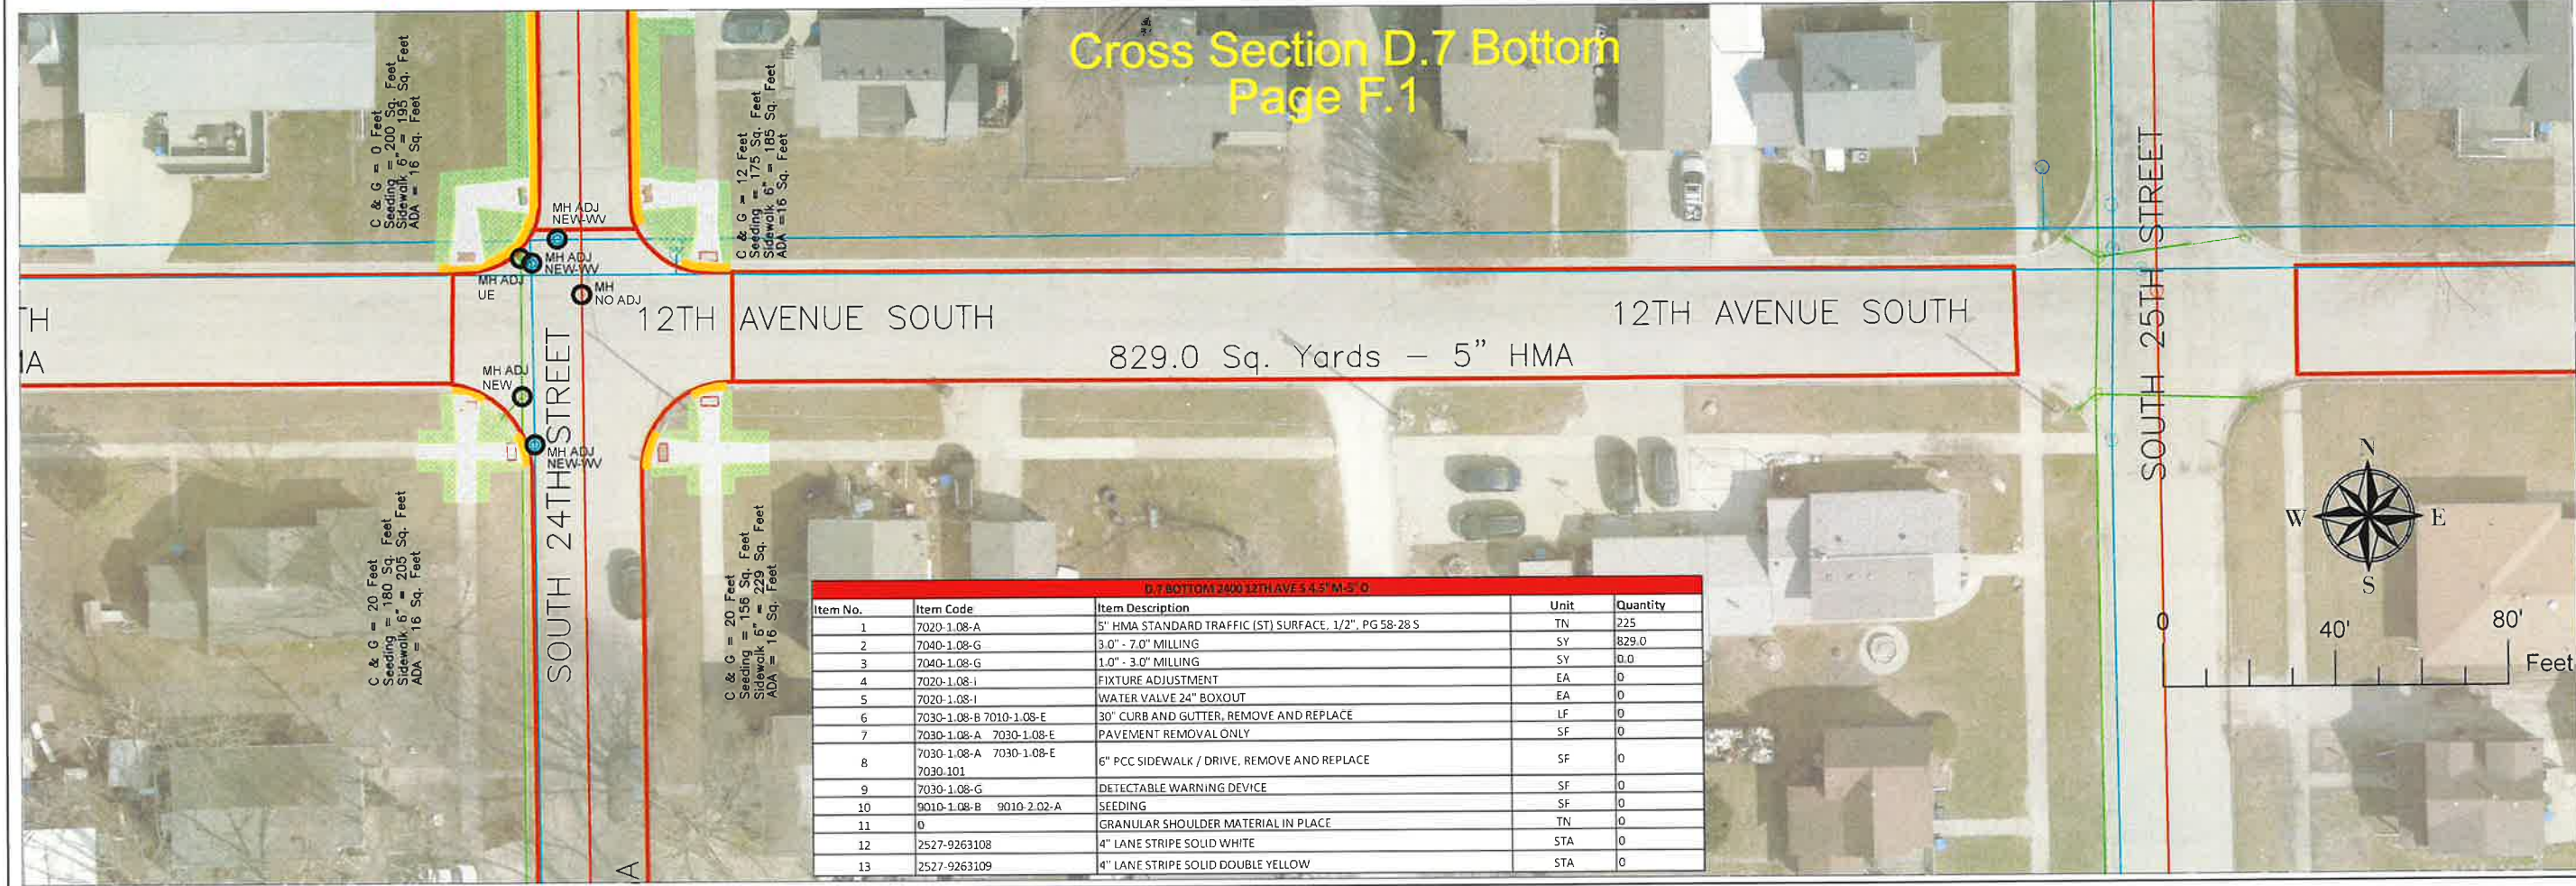 Cross Section D.7 Bottom
Page F.1
C & G = 0 Feet
Seeding = 200 Sq. Feet
Sidewalk 6" = 195 Sq. Feet
ADA = 16 Sq. Feet
C & G = 12 Feet
Seeding = 175 Sq. Feet
Sidewalk 6" = 185 Sq. Feet
ADA =16 Sq. Feet
MH ADJ
NEW-WV
MH ADJ
NEW-WV
MH ADJ
UE
MH
NO ADJ
TH
IA
12TH AVENUE SOUTH
12TH AVENUE SOUTH
829.0 Sq. Yards – 5" HMA
MH ADJ
NEW
MH ADJ
NEW-WV
SOUTH 24TH STREET
SOUTH 25TH STREET
C & G = 20 Feet
Seeding = 180 Sq. Feet
Sidewalk 6" = 205 Sq. Feet
ADA = 16 Sq. Feet
C & G = 20 Feet
Seeding = 156 Sq. Feet
Sidewalk 6" = 229 Sq. Feet
ADA = 16 Sq. Feet
A
N
W E
S
0 40' 80'
Feet
D.7 BOTTOM 2400 12TH AVE S 4.5" M-5" O
Item No. Item Code Item Description Unit Quantity
1 7020-1.08-A 5" HMA STANDARD TRAFFIC (ST) SURFACE, 1/2", PG 58-28 S TN 225
2 7040-1.08-G 3.0" - 7.0" MILLING SY 829.0
3 7040-1.08-G 1.0" - 3.0" MILLING SY 0.0
4 7020-1.08-I FIXTURE ADJUSTMENT EA 0
5 7020-1.08-I WATER VALVE 24" BOXOUT EA 0
6 7030-1.08-B 7010-1.08-E 30" CURB AND GUTTER, REMOVE AND REPLACE LF 0
7 7030-1.08-A 7030-1.08-E PAVEMENT REMOVAL ONLY SF 0
8 7030-1.08-A 7030-1.08-E 7030-101 6" PCC SIDEWALK / DRIVE, REMOVE AND REPLACE SF 0
9 7030-1.08-G DETECTABLE WARNING DEVICE SF 0
10 9010-1.08-B 9010-2.02-A SEEDING SF 0
11 0 GRANULAR SHOULDER MATERIAL IN PLACE TN 0
12 2527-9263108 4" LANE STRIPE SOLID WHITE STA 0
13 2527-9263109 4" LANE STRIPE SOLID DOUBLE YELLOW STA 0